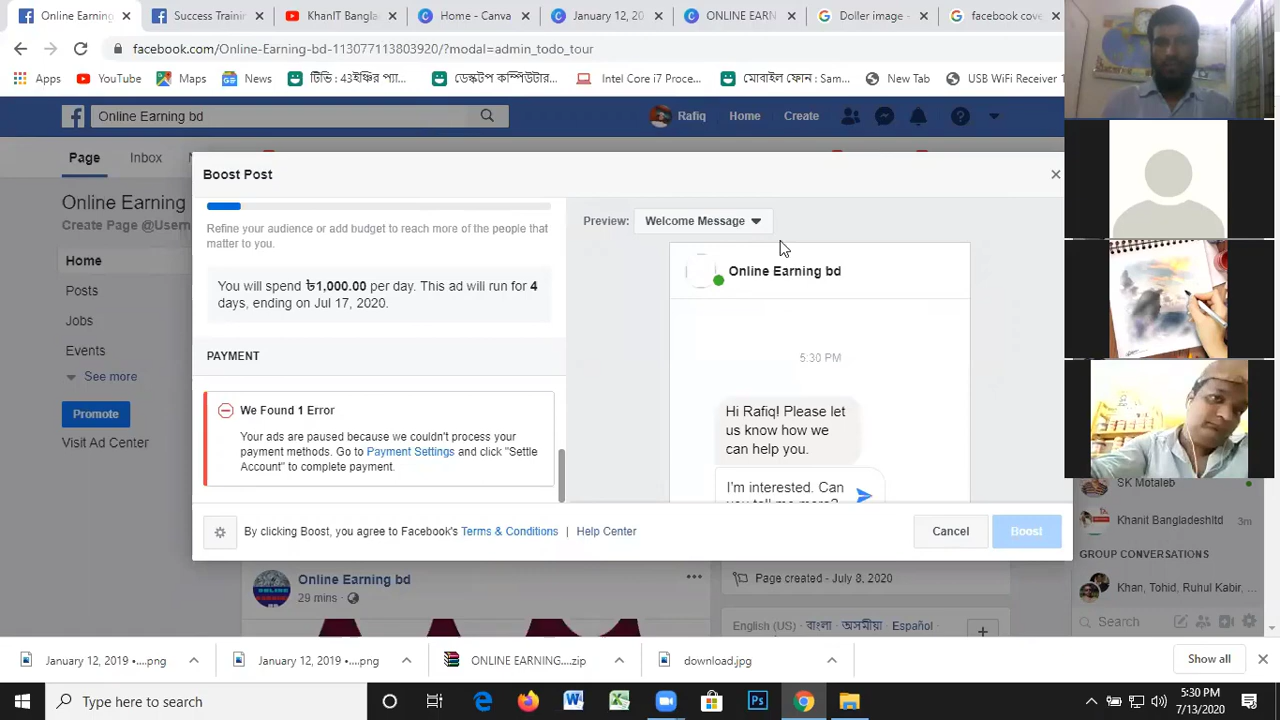 Online Earning
Success Training
KhanIT Banglad
Home - Canva
January 12, 20
ONLINE EARN
Doller image -
facebook cove
facebook.com/Online-Earning-bd-113077113803920/?modal=admin_todo_tour
Apps
YouTube
Maps
News
টিভি : 43ইঞ্চির প্যা...
ডেস্কটপ কম্পিউটার...
Intel Core i7 Proce...
মোবাইল ফোন : Sam...
New Tab
USB WiFi Receiver 1
Online Earning bd
Rafiq
Home
Create
Page
Inbox
Online Earning
Create Page @Usern
Home
Posts
Jobs
Events
See more
Promote
Visit Ad Center
Boost Post
Refine your audience or add budget to reach more of the people that
matter to you.
You will spend ৳1,000.00 per day. This ad will run for 4
days, ending on Jul 17, 2020.
PAYMENT
We Found 1 Error
Your ads are paused because we couldn't process your
payment methods. Go to Payment Settings and click "Settle
Account" to complete payment.
Preview:
Welcome Message
Online Earning bd
5:30 PM
Hi Rafiq! Please let
us know how we
can help you.
I'm interested. Can
you tell me more?
By clicking Boost, you agree to Facebook's Terms & Conditions | Help Center
Cancel
Boost
Online Earning bd
29 mins
Page created - July 8, 2020
English (US) · বাংলা · অসমীয়া · Español ·
SK Motaleb
Khanit Bangladeshltd
3m
GROUP CONVERSATIONS
Khan, Tohid, Ruhul Kabir, ...
Search
January 12, 2019 •....png
January 12, 2019 •....png
ONLINE EARNING....zip
download.jpg
Show all
Type here to search
5:30 PM
7/13/2020